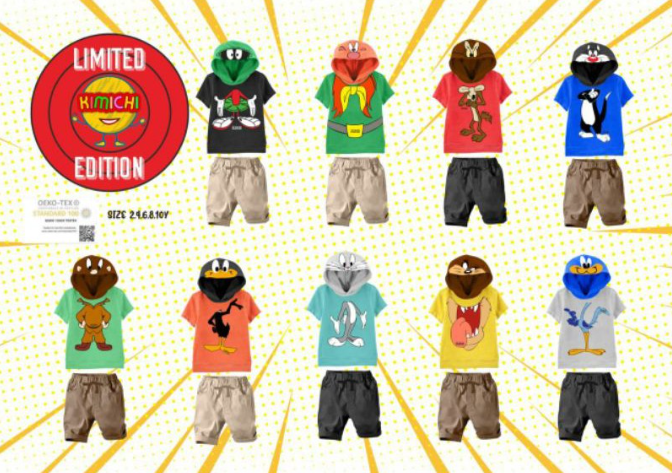 LIMITED
KIMICHI
EDITION
OEKO-TEX®
STANDARD 100
SIZE 2.4.6.8.10Y